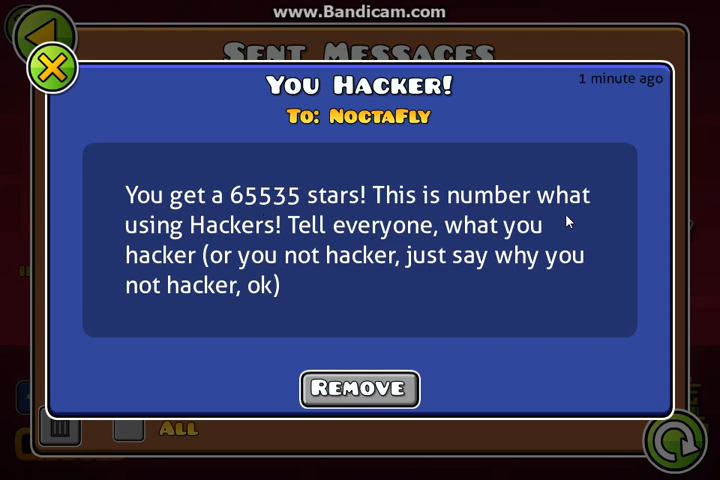 www.Bandicam.com
Sent Messages
You Hacker!
1 minute ago
To: NoctaFly
You get a 65535 stars! This is number what
using Hackers! Tell everyone, what you
hacker (or you not hacker, just say why you
not hacker, ok)
Remove
All